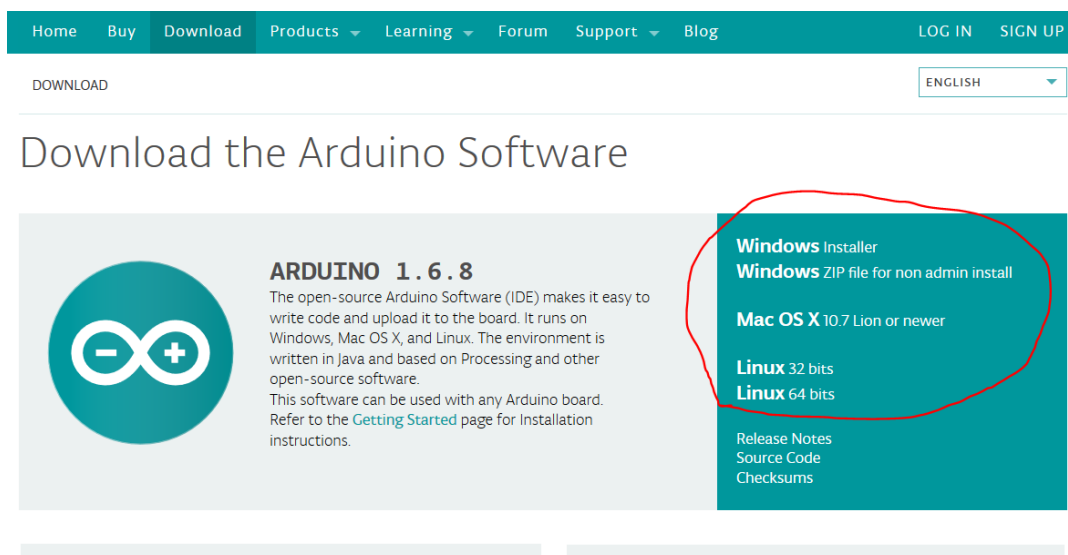 Home Buy Download Products Learning Forum Support Blog LOG IN SIGN UP
DOWNLOAD
ENGLISH
Download the Arduino Software
ARDUINO 1.6.8
The open-source Arduino Software (IDE) makes it easy to
write code and upload it to the board. It runs on
Windows, Mac OS X, and Linux. The environment is
written in Java and based on Processing and other
open-source software.
This software can be used with any Arduino board.
Refer to the Getting Started page for Installation
instructions.
Windows Installer
Windows ZIP file for non admin install
Mac OS X 10.7 Lion or newer
Linux 32 bits
Linux 64 bits
Release Notes
Source Code
Checksums